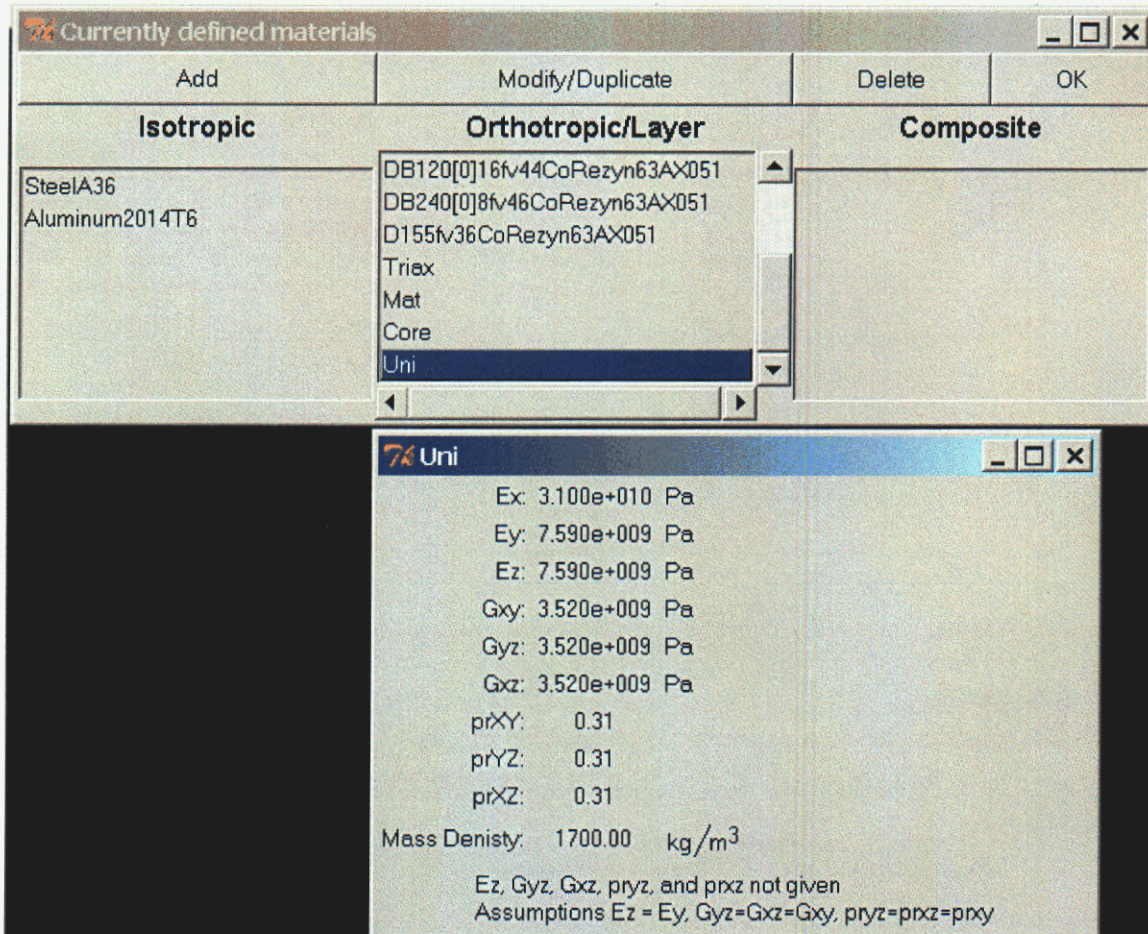 Currently defined materials
Add Modify/Duplicate Delete OK
Isotropic Orthotropic/Layer Composite
SteelA36
Aluminum2014T6
DB120[0]16fv44CoRezyn63AX051
DB240[0]8fv46CoRezyn63AX051
D155fv36CoRezyn63AX051
Triax
Mat
Core
Uni
Uni
Ex: 3.100e+010 Pa
Ey: 7.590e+009 Pa
Ez: 7.590e+009 Pa
Gxy: 3.520e+009 Pa
Gyz: 3.520e+009 Pa
Gxz: 3.520e+009 Pa
prXY: 0.31
prYZ: 0.31
prXZ: 0.31
Mass Denisty: 1700.00 kg/m3
Ez, Gyz, Gxz, pryz, and prxz not given
Assumptions Ez = Ey, Gyz=Gxz=Gxy, pryz=prxz=prxy